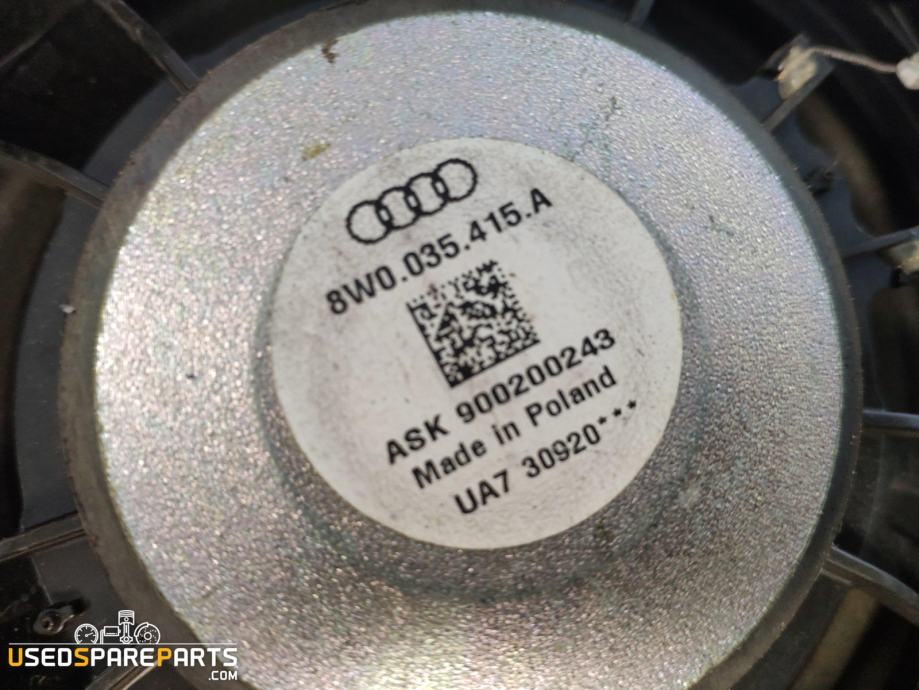 8W0.035.415.A
ASK 900200243
Made in Poland
UA7 30920***
USEDSPAREPARTS
.COM